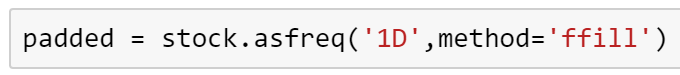 padded = stock.asfreq('1D',method='ffill')